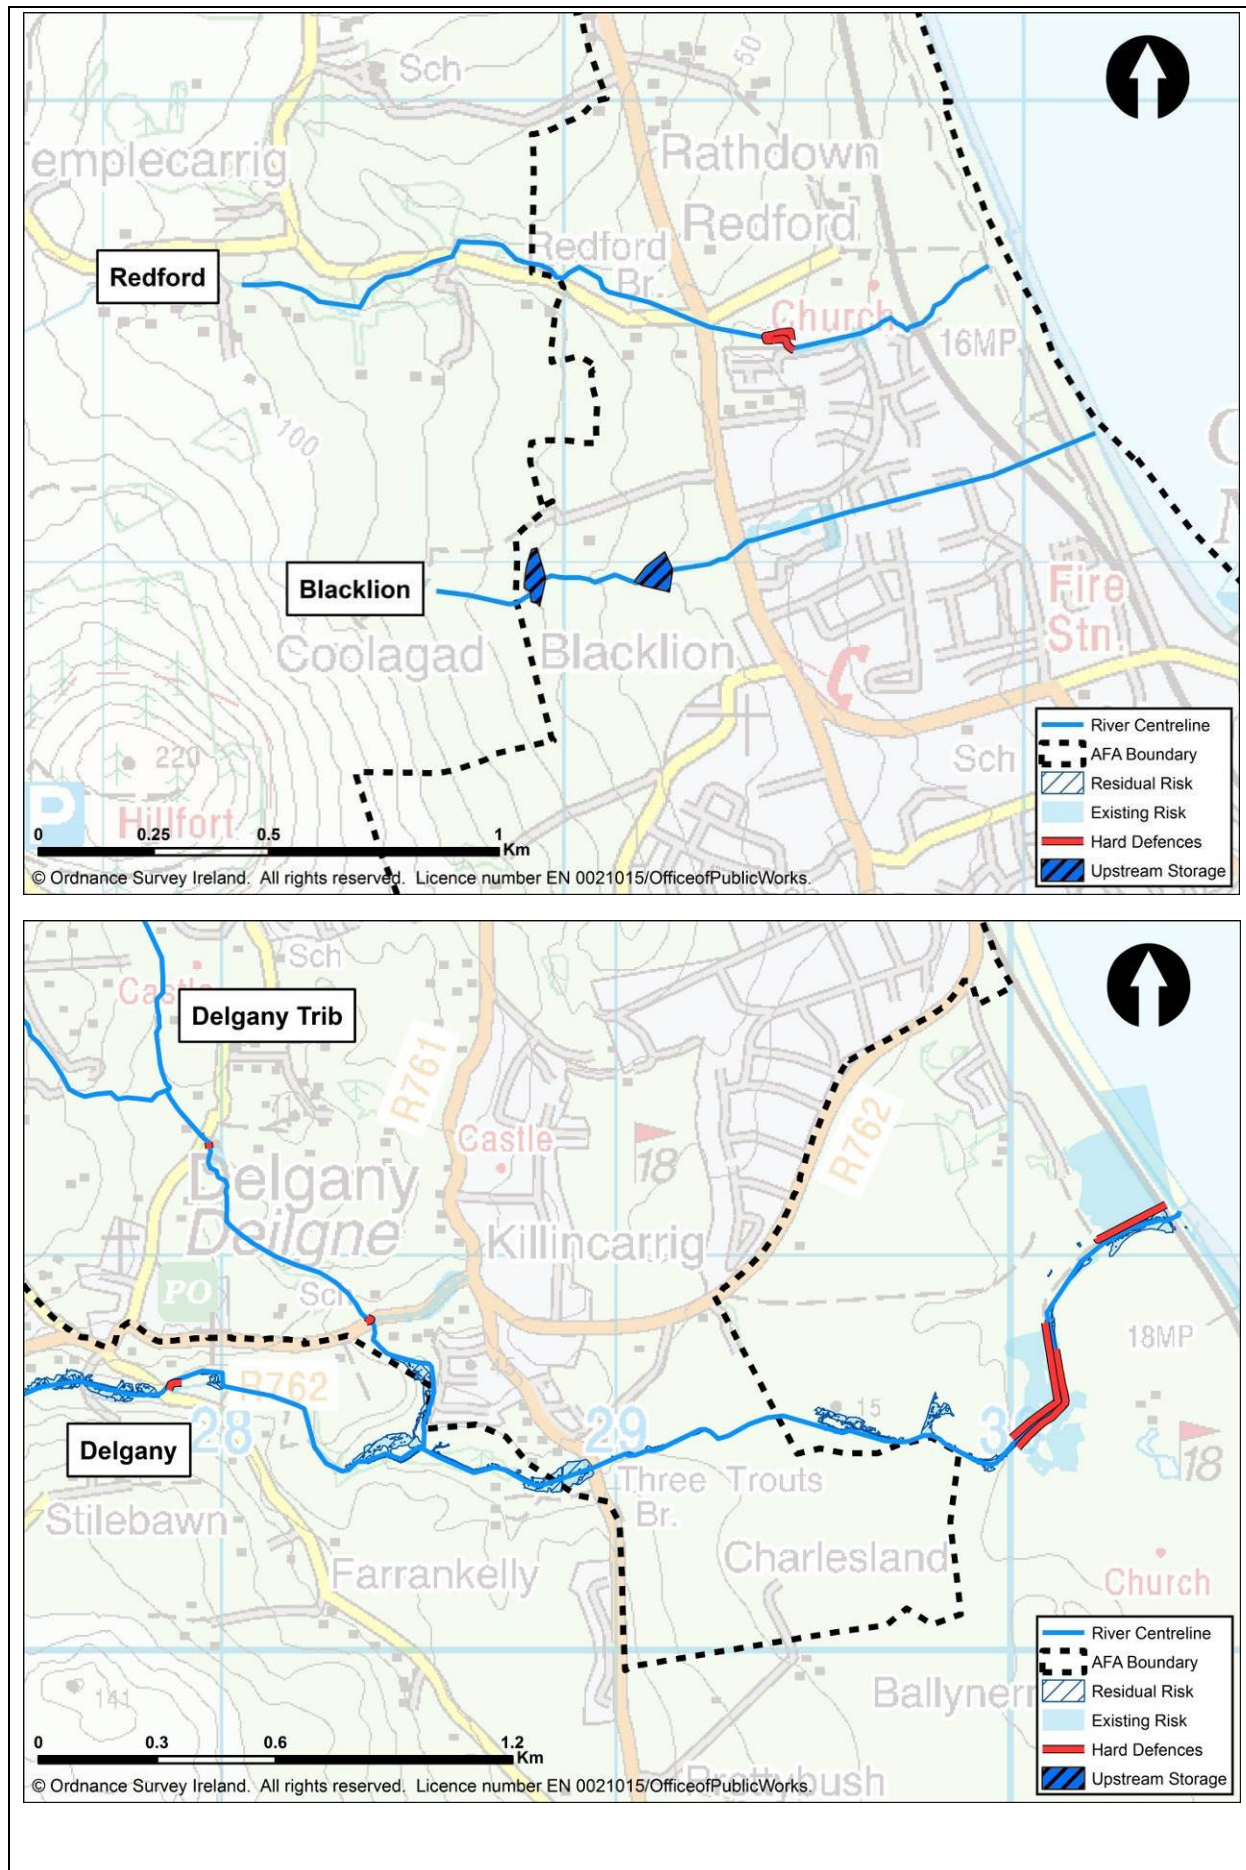 Sch
50
Rathdown
emplecarrig
Redford
Redford
Br.
Redford
Church
16MP
100
Blacklion
Coolagad
Blacklion
Fire
Stn.
C
220
Sch
P
Hillfort
River Centreline
AFA Boundary
Residual Risk
Existing Risk
Hard Defences
Upstream Storage
0 0.25 0.5 1
Km
© Ordnance Survey Ireland. All rights reserved. Licence number EN 0021015/OfficeofPublicWorks.
Sch
Delgany Trib
R761
R762
Castle
18
Delgany
Deilgne
Killincarrig
PO
Sch
18MP
R762
15
28
29
Delgany
Three Trouts
Br.
18
Stilebawn
Farrankelly
Charlesland
Church
141
River Centreline
AFA Boundary
Residual Risk
Existing Risk
Hard Defences
Upstream Storage
0 0.3 0.6 1.2
Km
© Ordnance Survey Ireland. All rights reserved. Licence number EN 0021015/OfficeofPublicWorks.